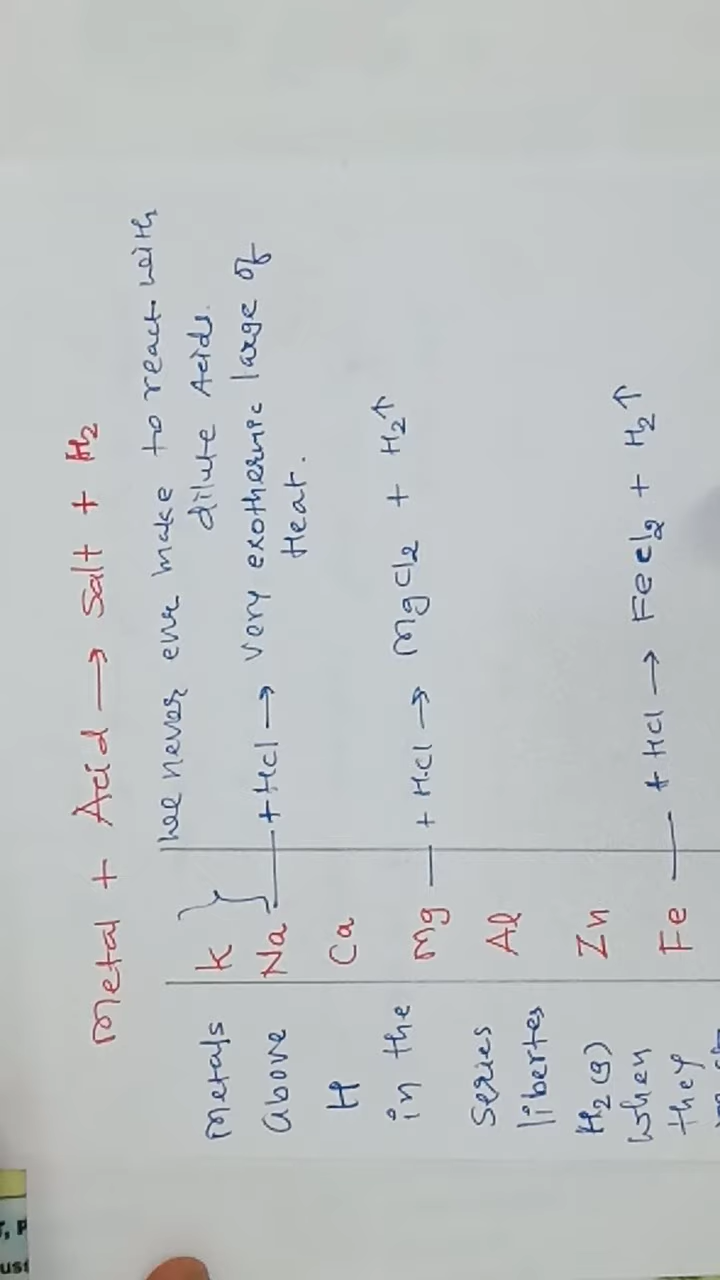 Metal + Acid → Salt + H₂
Metals
above
H
in the
series
libertes
H₂(g)
when
they
K
Na
Ca
Mg
Al
Zn
Fe
we never ever make to react with
dilute Acids.
+ HCl → Very exothermic large of
Heat.
+ HCl → MgCl₂ + H₂↑
+ HCl → FeCl₂ + H₂↑